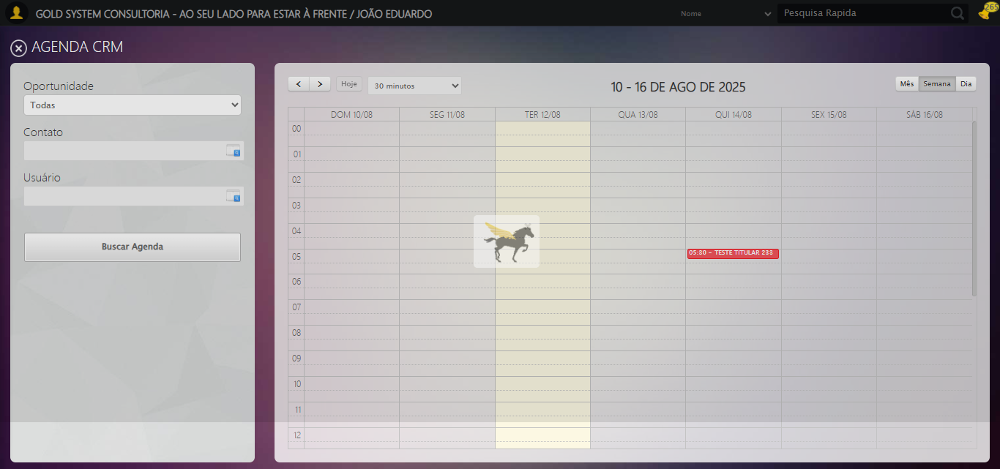 GOLD SYSTEM CONSULTORIA - AO SEU LADO PARA ESTAR À FRENTE / JOÃO EDUARDO
Nome
Pesquisa Rapida
265
AGENDA CRM
Oportunidade
Todas
Contato
Usuário
Buscar Agenda
< > Hoje 30 minutos
10 - 16 DE AGO DE 2025
Mês Semana Dia
DOM 10/08 SEG 11/08 TER 12/08 QUA 13/08 QUI 14/08 SEX 15/08 SÁB 16/08
00
01
02
03
04
05
05:30 - TESTE TITULAR 233
06
07
08
09
10
11
12